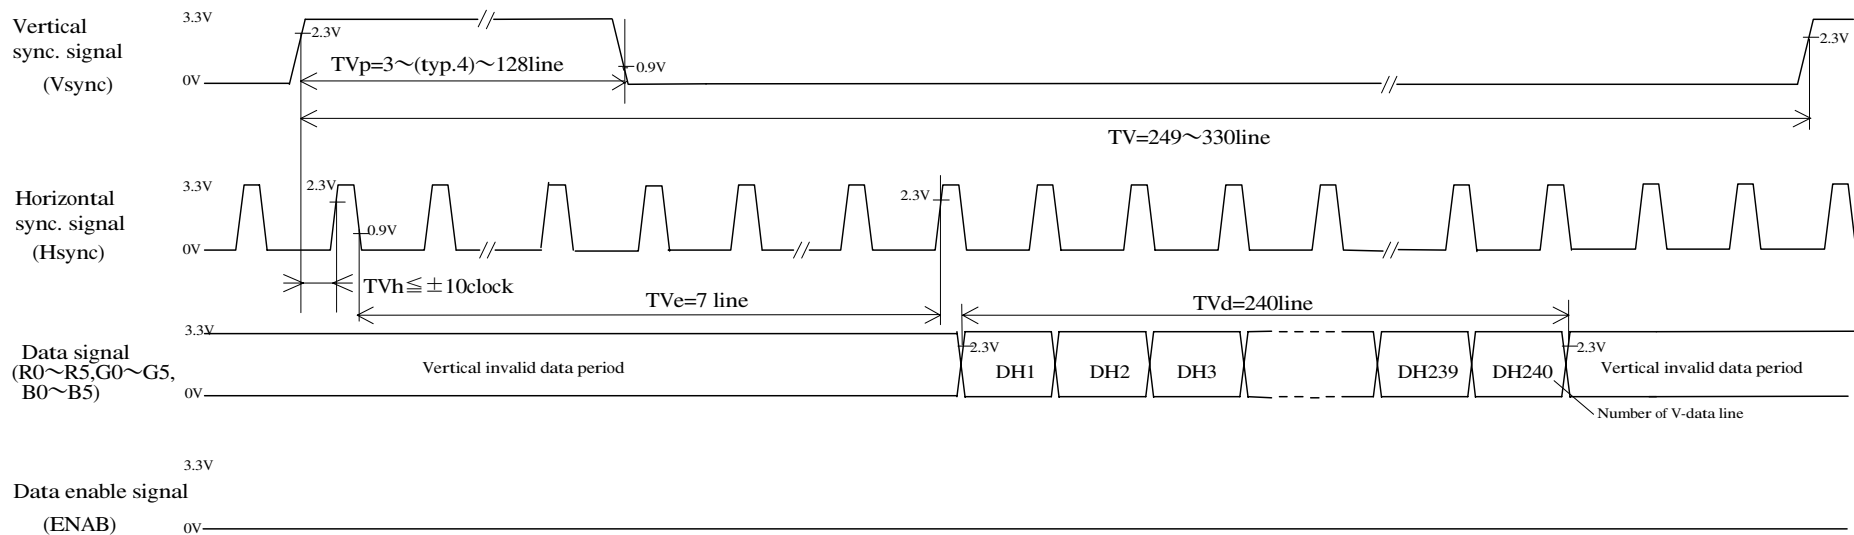 Vertical
sync. signal
(Vsync)
3.3V
2.3V
TVp=3～(typ.4)～128line
0.9V
0V
2.3V
TV=249～330line
Horizontal
sync. signal
(Hsync)
3.3V
2.3V
0.9V
0V
2.3V
TVh≦±10clock
TVe=7 line
TVd=240line
Data signal
(R0～R5,G0～G5,
B0～B5)
3.3V
0V
Vertical invalid data period
2.3V
DH1
DH2
DH3
DH239
DH240
2.3V
Vertical invalid data period
Number of V-data line
Data enable signal
(ENAB)
3.3V
0V